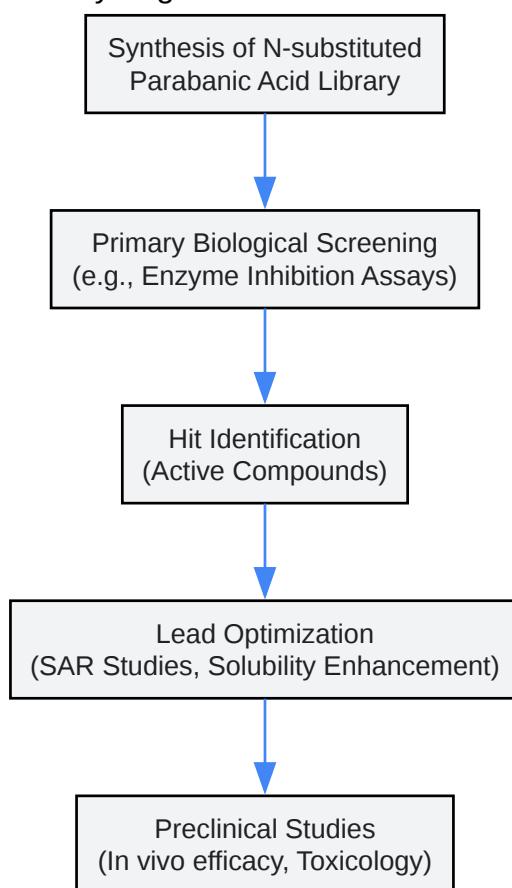 Synthesis of N-substituted
Parabanic Acid Library
Primary Biological Screening
(e.g., Enzyme Inhibition Assays)
Hit Identification
(Active Compounds)
Lead Optimization
(SAR Studies, Solubility Enhancement)
Preclinical Studies
(In vivo efficacy, Toxicology)